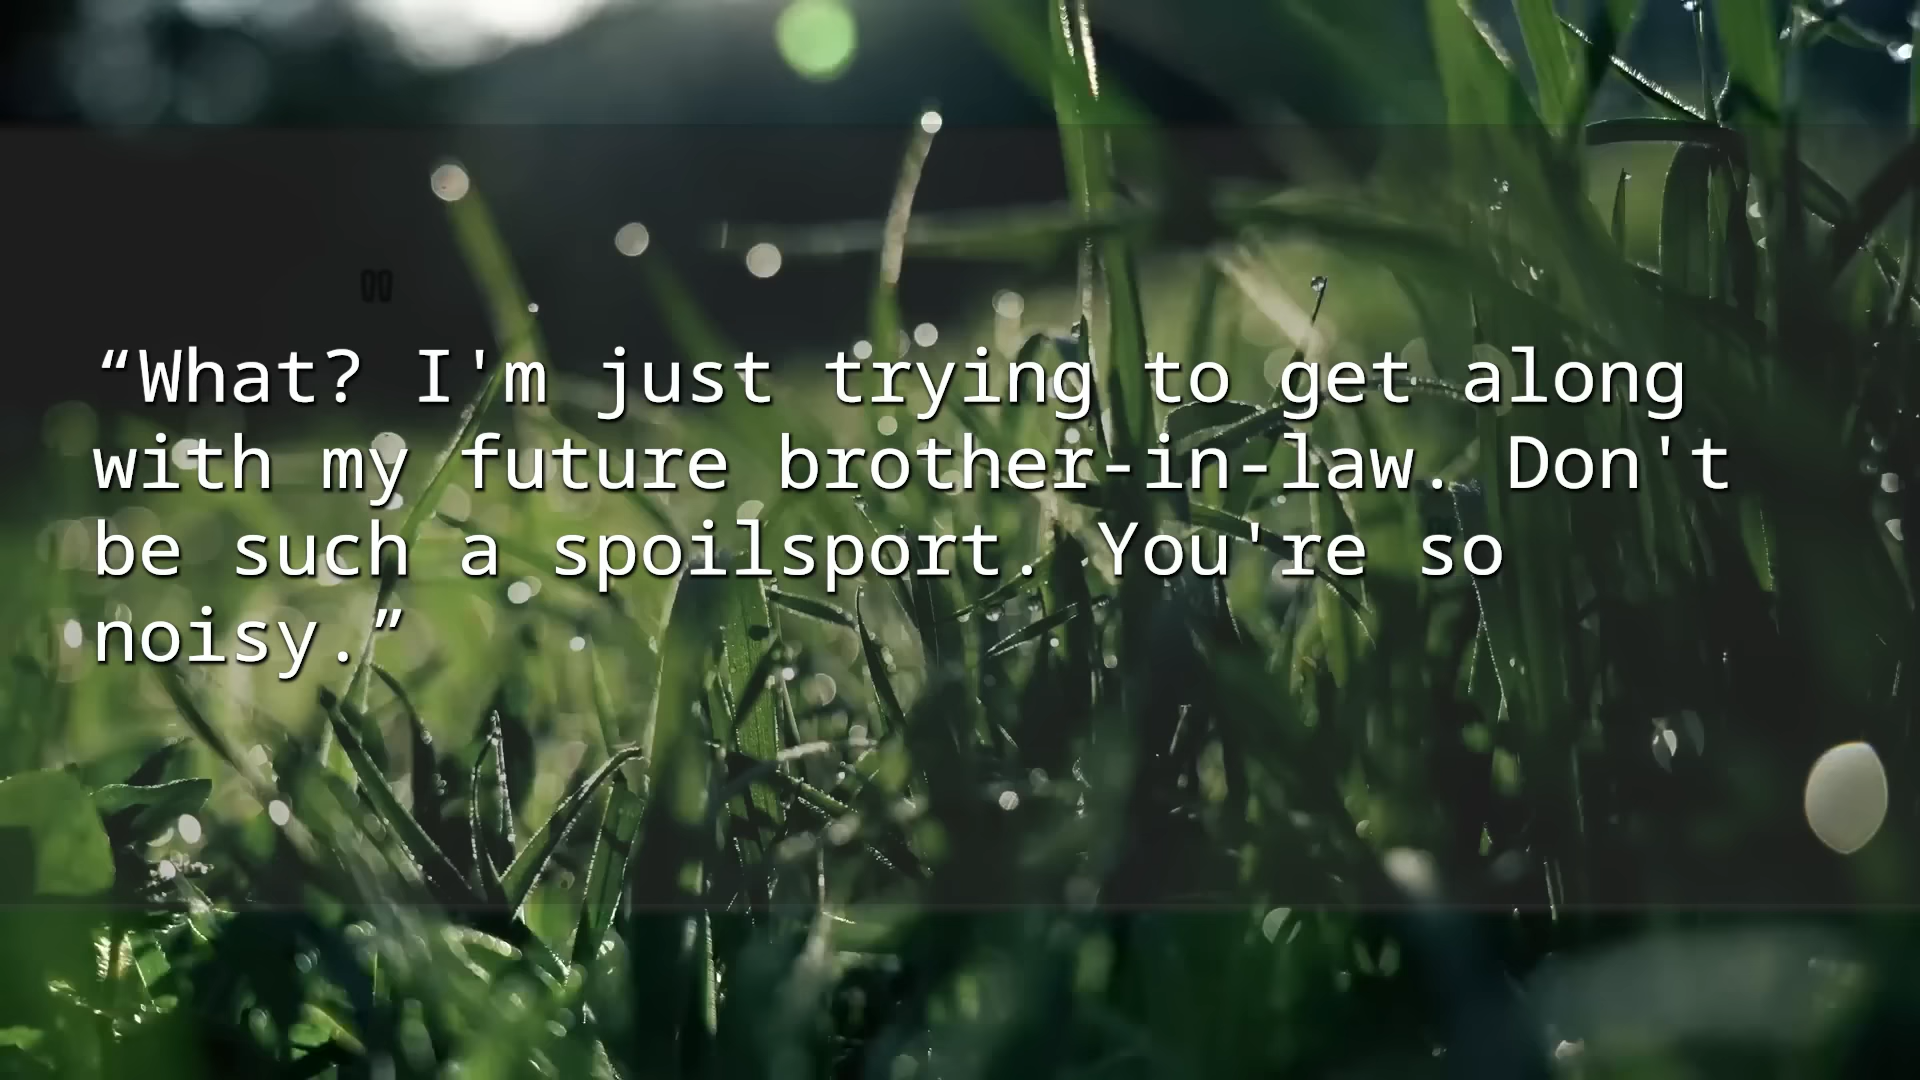 “What? I'm just trying to get along
with my future brother-in-law. Don't
be such a spoilsport. You're so
noisy.”